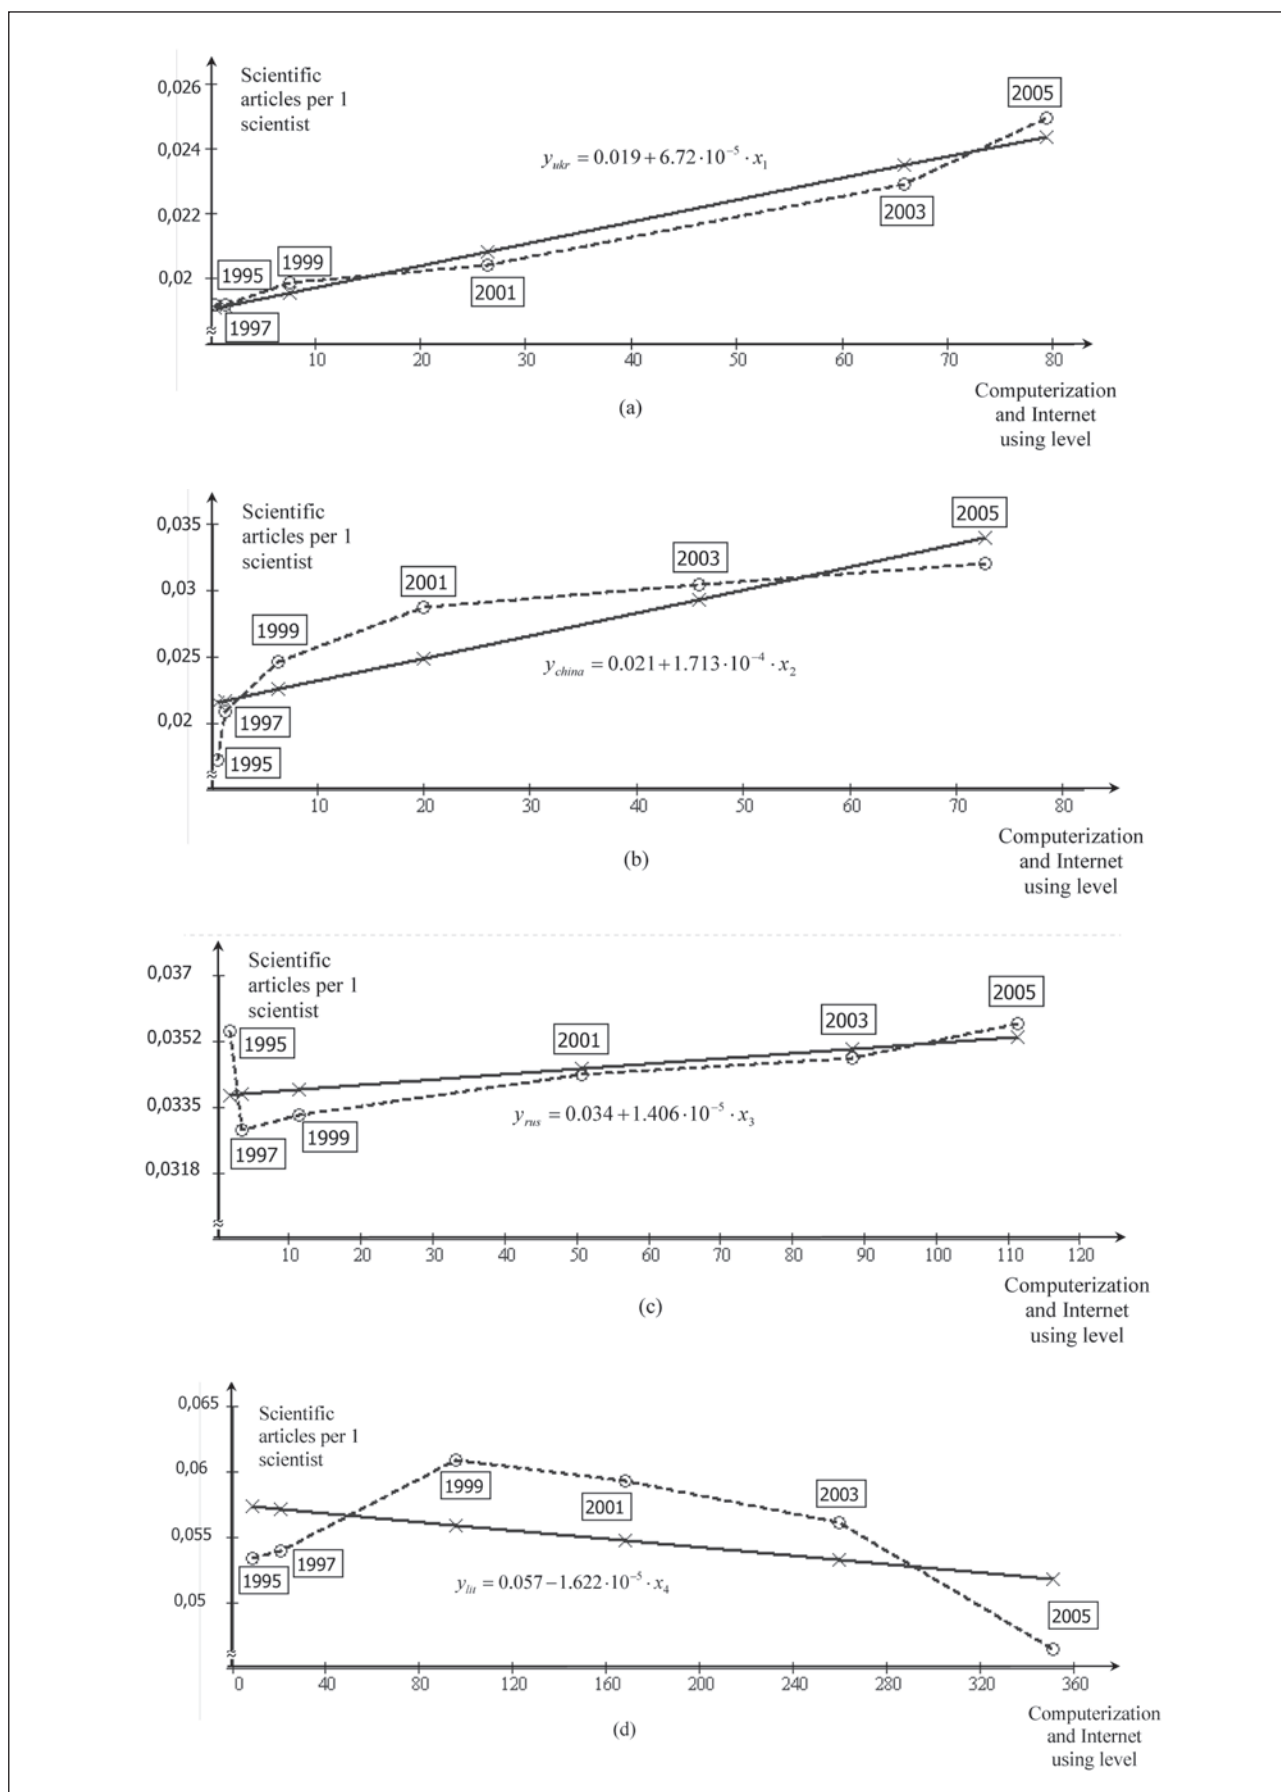 Scientific
articles per 1
scientist
0,026
0,024
0,022
0,02
2005
2003
2001
1999
1995
1997
y_ukr = 0.019 + 6.72·10⁻⁵ · x₁
10 20 30 40 50 60 70 80
Computerization
and Internet
using level
(a)
Scientific
articles per 1
scientist
0,035
0,03
0,025
0,02
2005
2003
2001
1999
1997
1995
y_china = 0.021 + 1.713·10⁻⁴ · x₂
10 20 30 40 50 60 70 80
Computerization
and Internet
using level
(b)
Scientific
articles per 1
scientist
0,037
0,0352
0,0335
0,0318
1995
2001
2003
2005
1997
1999
y_rus = 0.034 + 1.406·10⁻⁵ · x₃
10 20 30 40 50 60 70 80 90 100 110 120
Computerization
and Internet
using level
(c)
Scientific
articles per 1
scientist
0,065
0,06
0,055
0,05
1999
2001
2003
1995
1997
2005
y_lit = 0.057 − 1.622·10⁻⁵ · x₄
0 40 80 120 160 200 240 280 320 360
Computerization
and Internet
using level
(d)